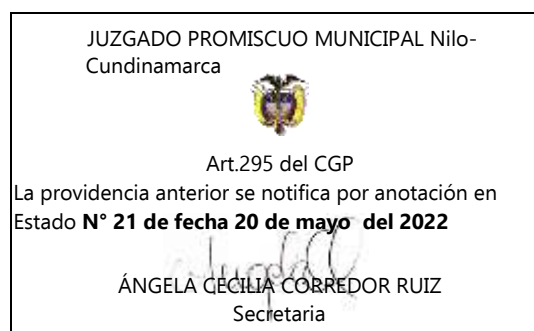 JUZGADO PROMISCUO MUNICIPAL Nilo-
Cundinamarca
Art.295 del CGP
La providencia anterior se notifica por anotación en
Estado N° 21 de fecha 20 de mayo del 2022
ÁNGELA CECILIA CORREDOR RUIZ
Secretaria